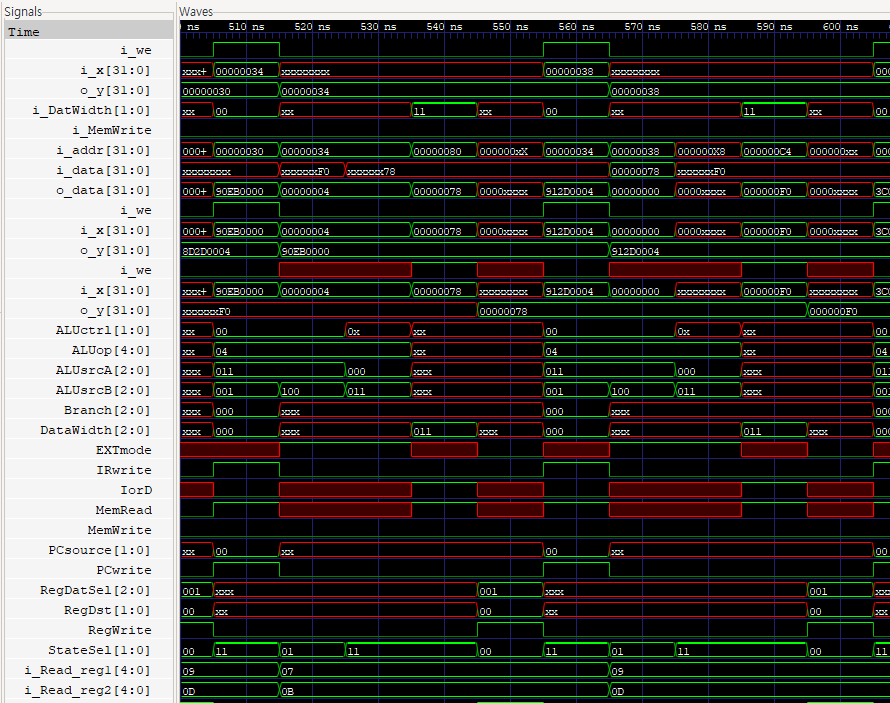 Signals Waves
Time ns 510 ns 520 ns 530 ns 540 ns 550 ns 560 ns 570 ns 580 ns 590 ns 600 ns
i_we
i_x[31:0] xxx+ 00000034 xxxxxxxx 00000038 xxxxxxxx 00
o_y[31:0] 00000030 00000034 00000038
i_DatWidth[1:0] xx 00 xx 11 xx 00 xx 11 xx 00
i_MemWrite
i_addr[31:0] 000+ 00000030 00000034 00000080 000000xX 00000034 00000038 000000X8 000000C4 000000xx 00
i_data[31:0] xxxxxxxx xxxxxxF0 xxxxxx78 00000078 xxxxxxF0
o_data[31:0] 000+ 90EB0000 00000004 00000078 0000xxxx 912D0004 00000000 0000xxxx 000000F0 0000xxxx 3C
i_we
i_x[31:0] 000+ 90EB0000 00000004 00000078 0000xxxx 912D0004 00000000 0000xxxx 000000F0 0000xxxx 3C
o_y[31:0] 8D2D0004 90EB0000 912D0004
i_we
i_x[31:0] xxx+ 90EB0000 00000004 00000078 xxxxxxxx 912D0004 00000000 xxxxxxxx 000000F0 xxxxxxxx 3C
o_y[31:0] xxxxxxF0 00000078 000000F0
ALUctrl[1:0] xx 00 0x xx 00 0x xx 00
ALUop[4:0] xx 04 xx 04 xx 04
ALUsrcA[2:0] xxx 011 000 xxx 011 000 xxx 01
ALUsrcB[2:0] xxx 001 100 011 xxx 001 100 011 xxx 00
Branch[2:0] xxx 000 xxx 000 xxx 00
DataWidth[2:0] xxx 000 xxx 011 xxx 000 xxx 011 xxx 00
EXTmode
IRwrite
IorD
MemRead
MemWrite
PCsource[1:0] xx 00 xx 00 xx 00
PCwrite
RegDatSel[2:0] 001 xxx 001 xxx 001 xx
RegDst[1:0] 00 xx 00 xx 00 xx
RegWrite
StateSel[1:0] 00 11 01 11 00 11 01 11 00 11
i_Read_reg1[4:0] 09 07 09
i_Read_reg2[4:0] 0D 0B 0D